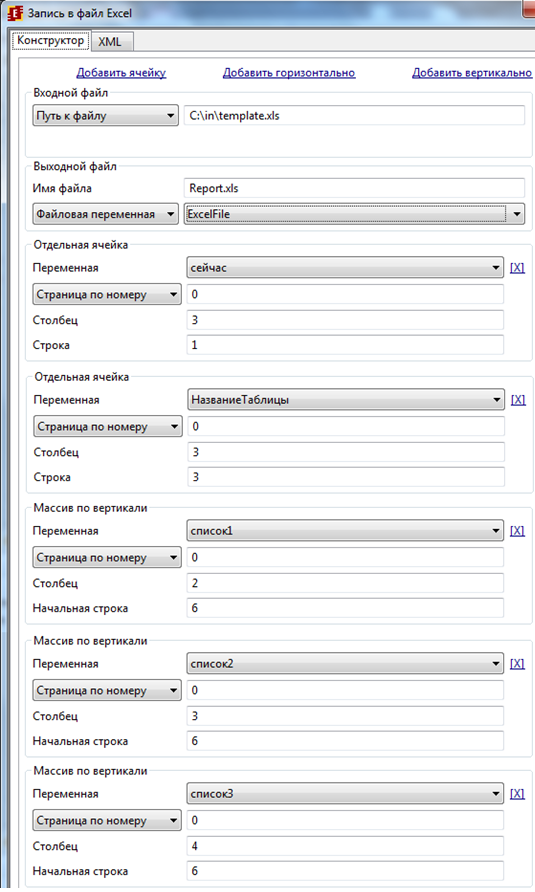 Запись в файл Excel
Конструктор XML
Добавить ячейку Добавить горизонтально Добавить вертикально
Входной файл
Путь к файлу C:\in\template.xls
Выходной файл
Имя файла Report.xls
Файловая переменная ExcelFile
Отдельная ячейка
Переменная сейчас [X]
Страница по номеру 0
Столбец 3
Строка 1
Отдельная ячейка
Переменная НазваниеТаблицы [X]
Страница по номеру 0
Столбец 3
Строка 3
Массив по вертикали
Переменная список1 [X]
Страница по номеру 0
Столбец 2
Начальная строка 6
Массив по вертикали
Переменная список2 [X]
Страница по номеру 0
Столбец 3
Начальная строка 6
Массив по вертикали
Переменная список3 [X]
Страница по номеру 0
Столбец 4
Начальная строка 6